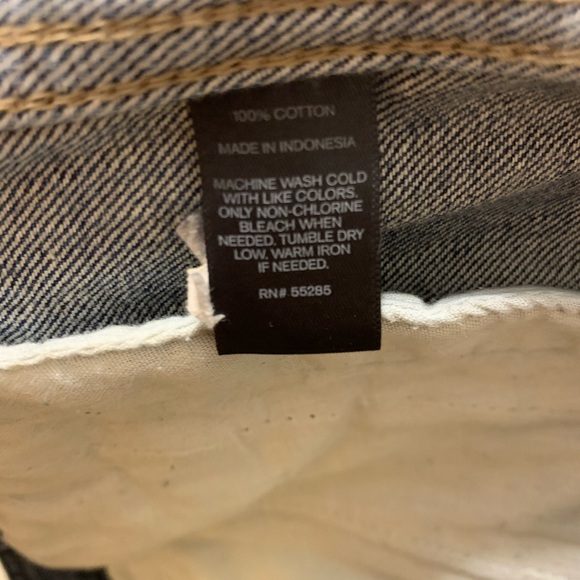 100% COTTON
MADE IN INDONESIA
MACHINE WASH COLD
WITH LIKE COLORS.
ONLY NON-CHLORINE
BLEACH WHEN
NEEDED. TUMBLE DRY
LOW. WARM IRON
IF NEEDED.
RN# 55285